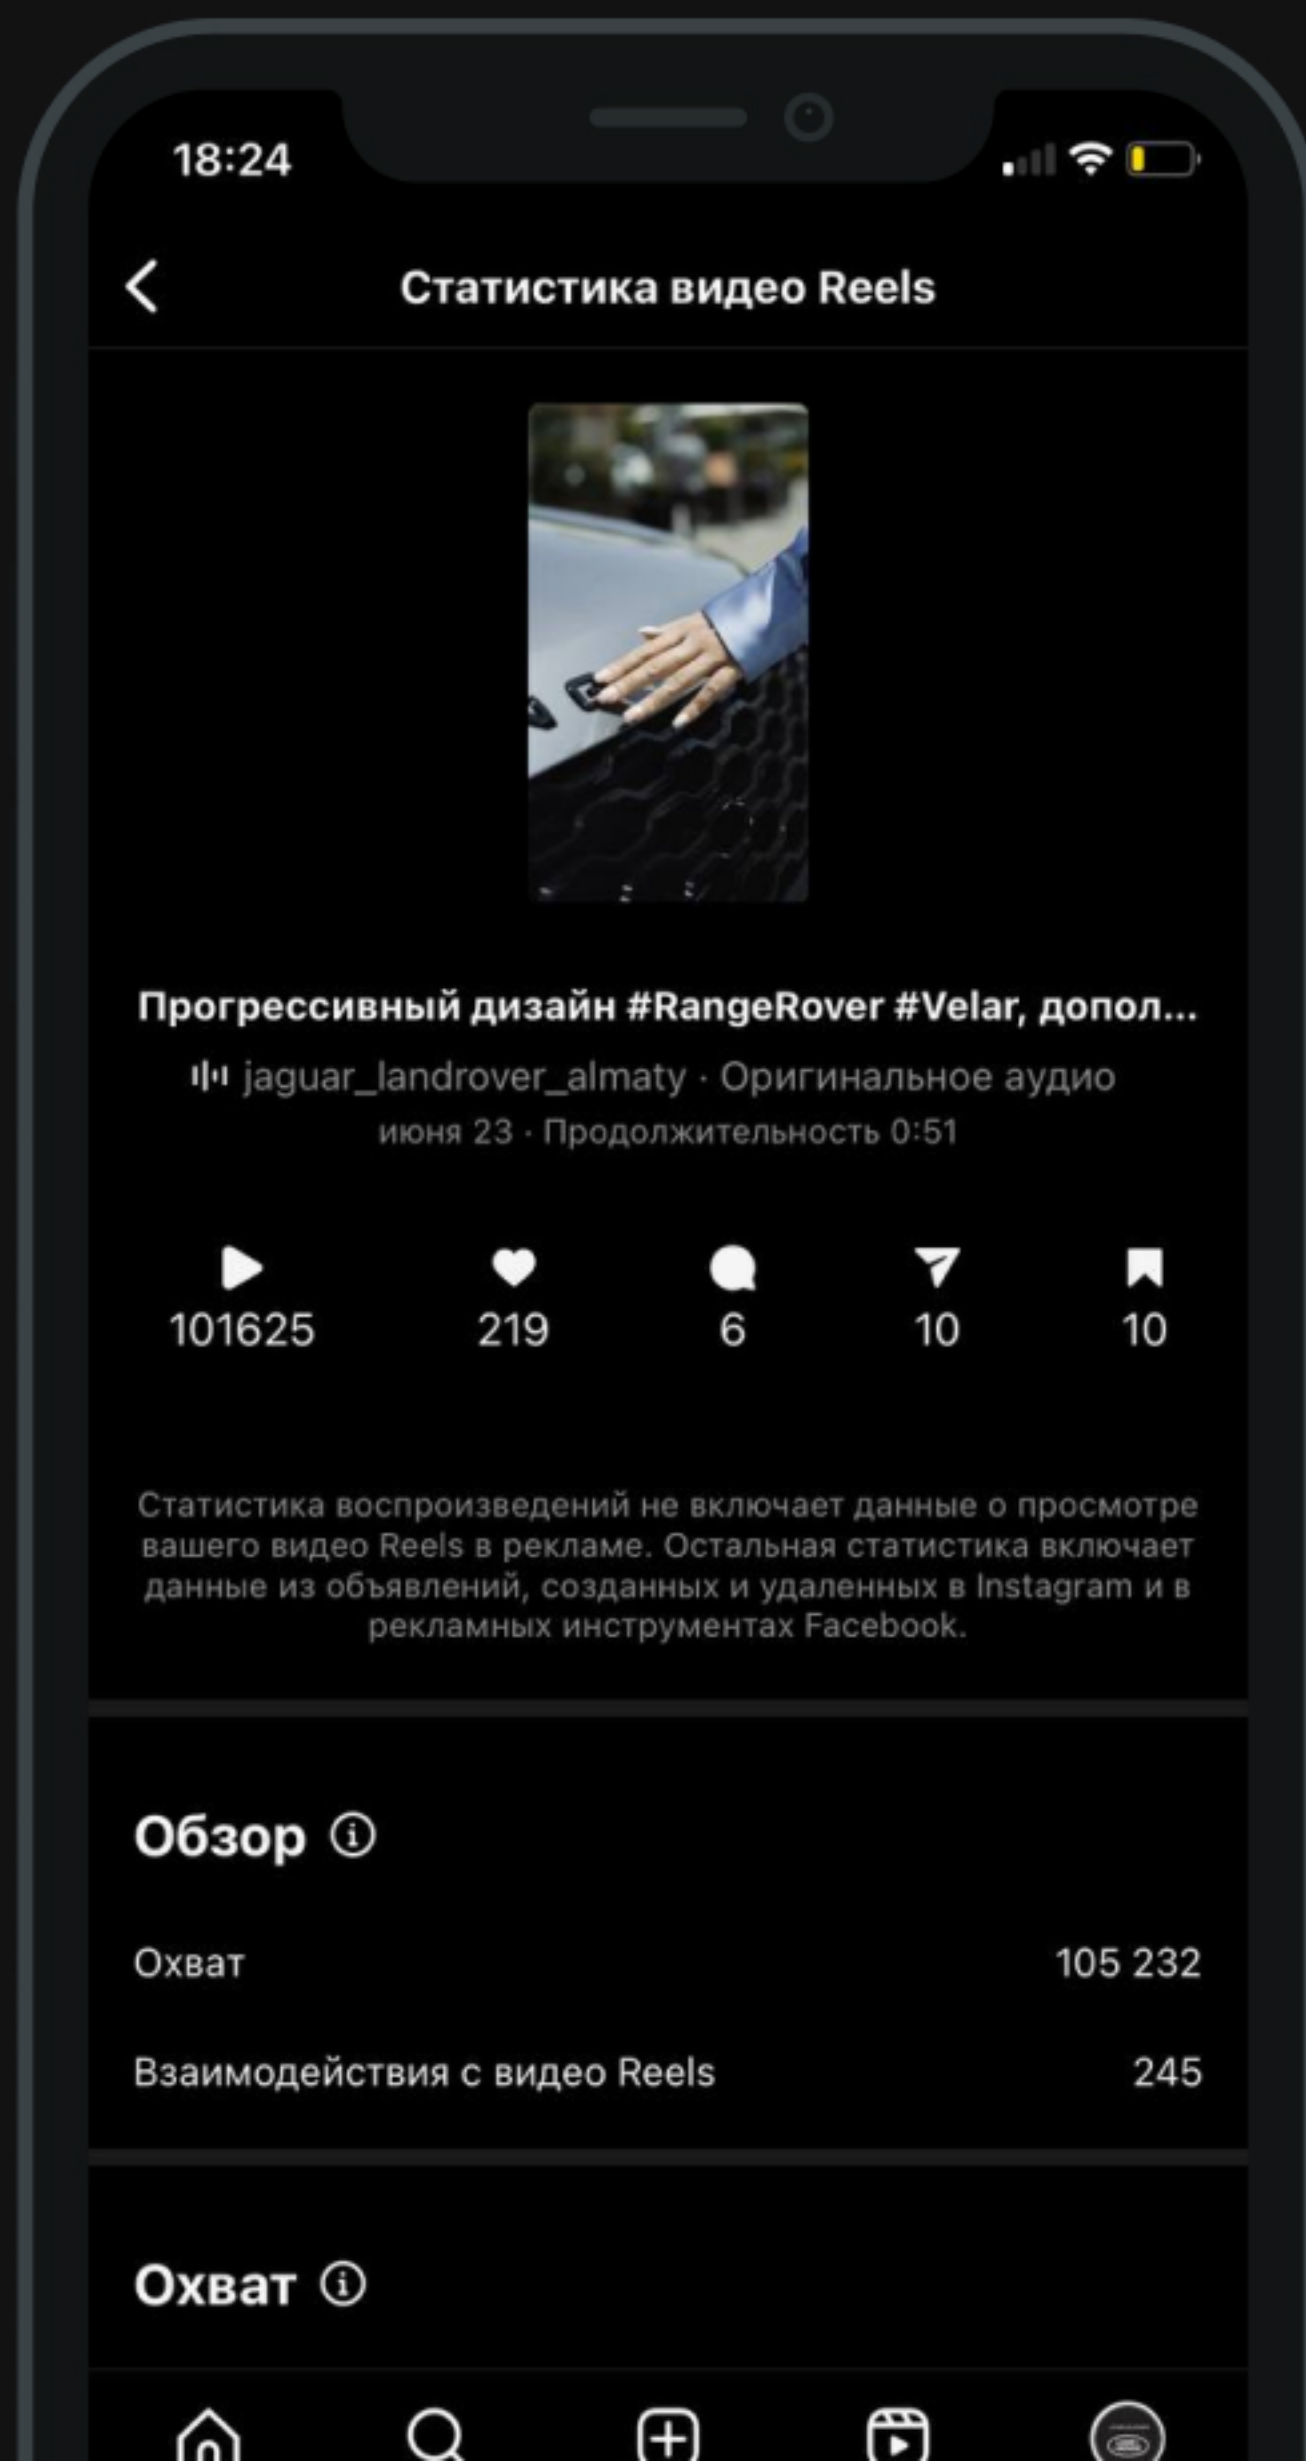 18:24
Статистика видео Reels
Прогрессивный дизайн #RangeRover #Velar, допол...
jaguar_landrover_almaty · Оригинальное аудио
июня 23 · Продолжительность 0:51
101625 219 6 10 10
Статистика воспроизведений не включает данные о просмотре
вашего видео Reels в рекламе. Остальная статистика включает
данные из объявлений, созданных и удаленных в Instagram и в
рекламных инструментах Facebook.
Обзор
Охват 105 232
Взаимодействия с видео Reels 245
Охват